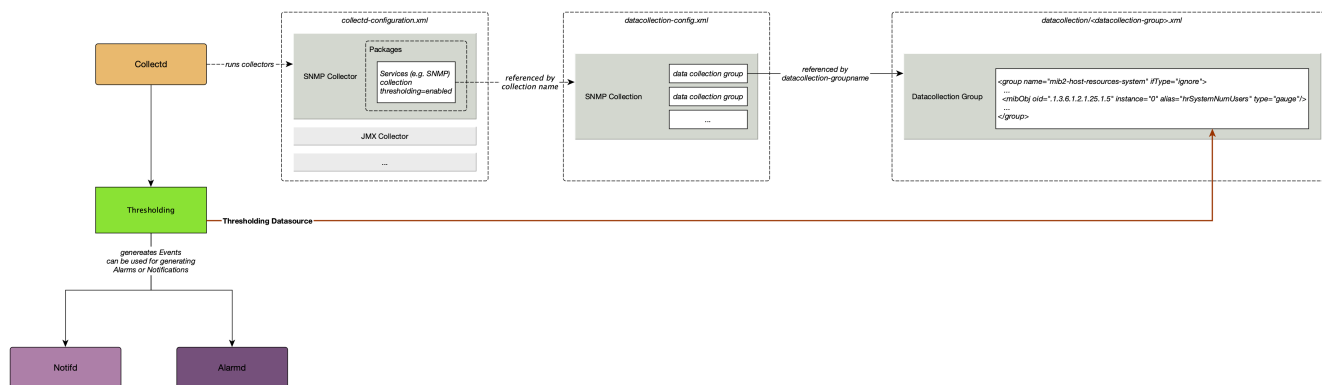 collectd-configuration.xml
datacollection-config.xml
datacollection/<datacollection-group>.xml
Collectd
runs collectors
SNMP Collector
Packages
Services (e.g. SNMP)
collection
thresholding=enabled
referenced by
collection name
SNMP Collection
data collection group
data collection group
...
referenced by
datacollection-groupname
Datacollection Group
<group name="mib2-host-resources-system" ifType="ignore">
...
<mibObj oid=".1.3.6.1.2.1.25.1.5" instance="0" alias="hrSystemNumUsers" type="gauge"/>
...
</group>
JMX Collector
...
Thresholding
Thresholding Datasource
genereates Events
can be used for generating
Alarms or Notifications
Notifd
Alarmd